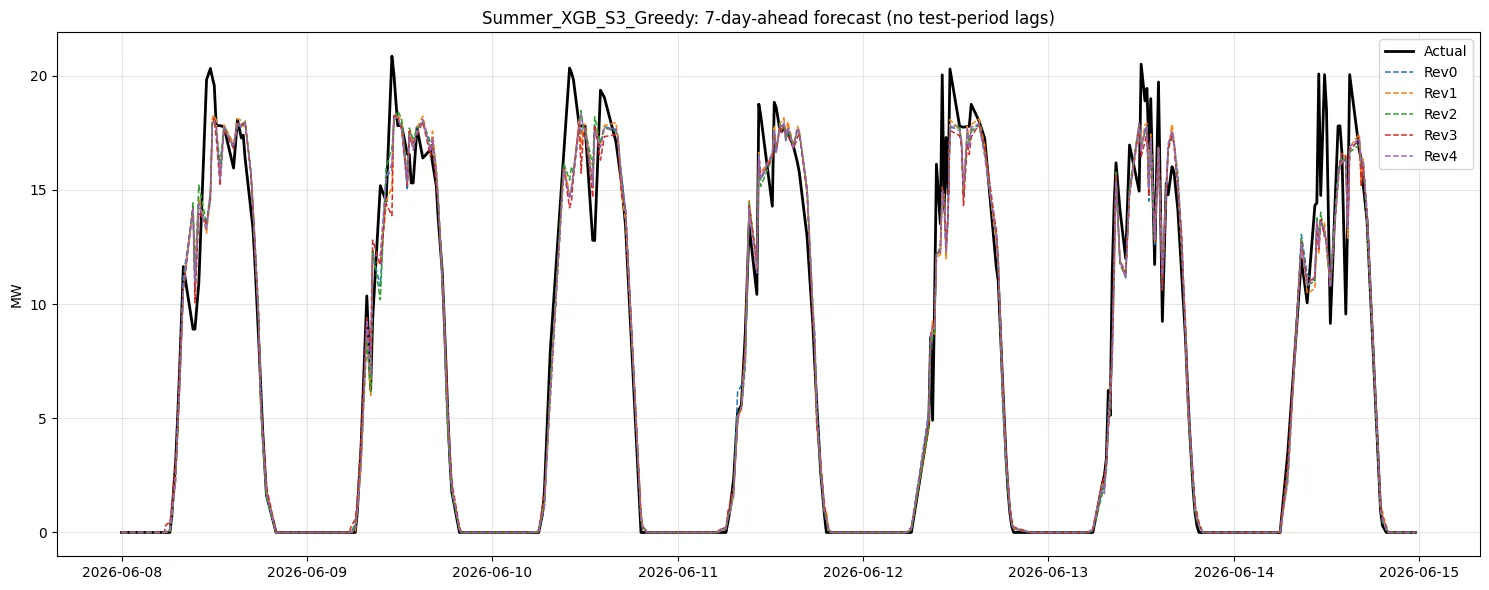 Summer_XGB_S3_Greedy: 7-day-ahead forecast (no test-period lags)
Actual
Rev0
Rev1
Rev2
Rev3
Rev4
MW
20
15
10
5
0
2026-06-08
2026-06-09
2026-06-10
2026-06-11
2026-06-12
2026-06-13
2026-06-14
2026-06-15